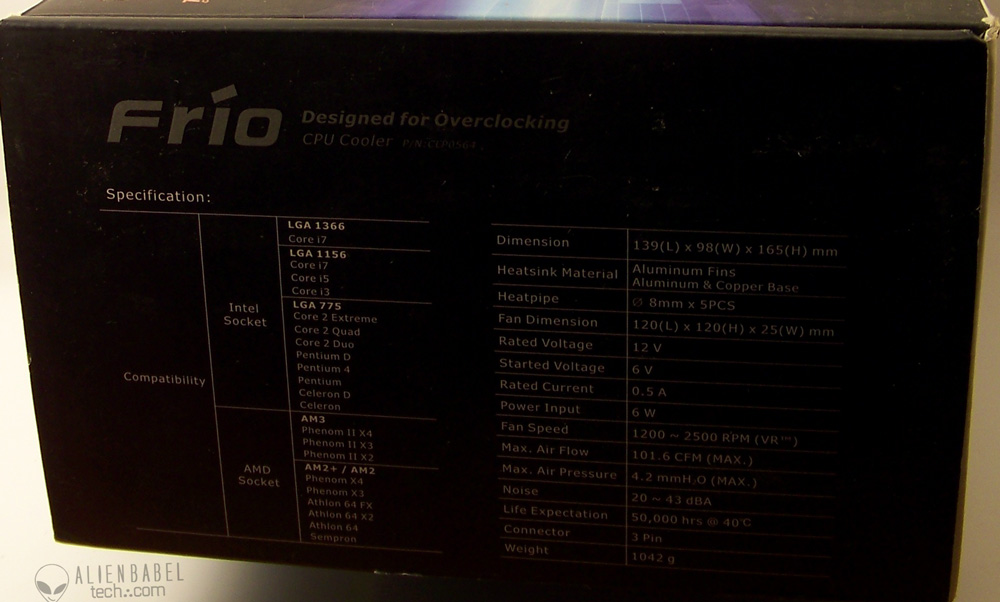 Frio
Designed for Overclocking
CPU Cooler P/N:CLP0564
Specification:
Compatibility
Intel
Socket
LGA 1366
Core i7
LGA 1156
Core i7
Core i5
Core i3
LGA 775
Core 2 Extreme
Core 2 Quad
Core 2 Duo
Pentium D
Pentium 4
Pentium
Celeron D
Celeron
AMD
Socket
AM3
Phenom II X4
Phenom II X3
Phenom II X2
AM2+ / AM2
Phenom X4
Phenom X3
Athlon 64 FX
Athlon 64 X2
Athlon 64
Sempron
Dimension 139(L) x 98(W) x 165(H) mm
Heatsink Material Aluminum Fins
Aluminum & Copper Base
Heatpipe Ø 8mm x 5PCS
Fan Dimension 120(L) x 120(H) x 25(W) mm
Rated Voltage 12 V
Started Voltage 6 V
Rated Current 0.5 A
Power Input 6 W
Fan Speed 1200 ~ 2500 RPM (VR™)
Max. Air Flow 101.6 CFM (MAX.)
Max. Air Pressure 4.2 mmH₂O (MAX.)
Noise 20 ~ 43 dBA
Life Expectation 50,000 hrs @ 40℃
Connector 3 Pin
Weight 1042 g
ALIENBABEL
tech.com